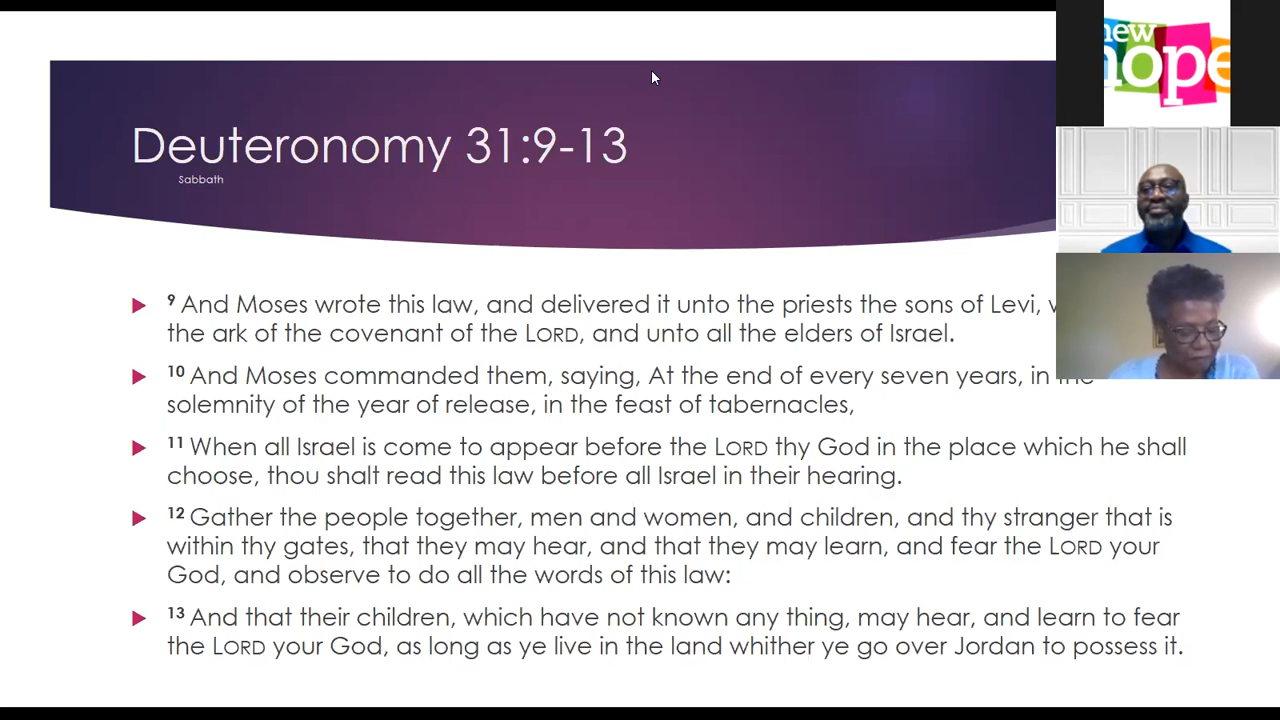 new
hope
Deuteronomy 31:9-13
Sabbath
9 And Moses wrote this law, and delivered it unto the priests the sons of Levi,
the ark of the covenant of the LORD, and unto all the elders of Israel.
10 And Moses commanded them, saying, At the end of every seven years, in the
solemnity of the year of release, in the feast of tabernacles,
11 When all Israel is come to appear before the LORD thy God in the place which he shall
choose, thou shalt read this law before all Israel in their hearing.
12 Gather the people together, men and women, and children, and thy stranger that is
within thy gates, that they may hear, and that they may learn, and fear the LORD your
God, and observe to do all the words of this law:
13 And that their children, which have not known any thing, may hear, and learn to fear
the LORD your God, as long as ye live in the land whither ye go over Jordan to possess it.